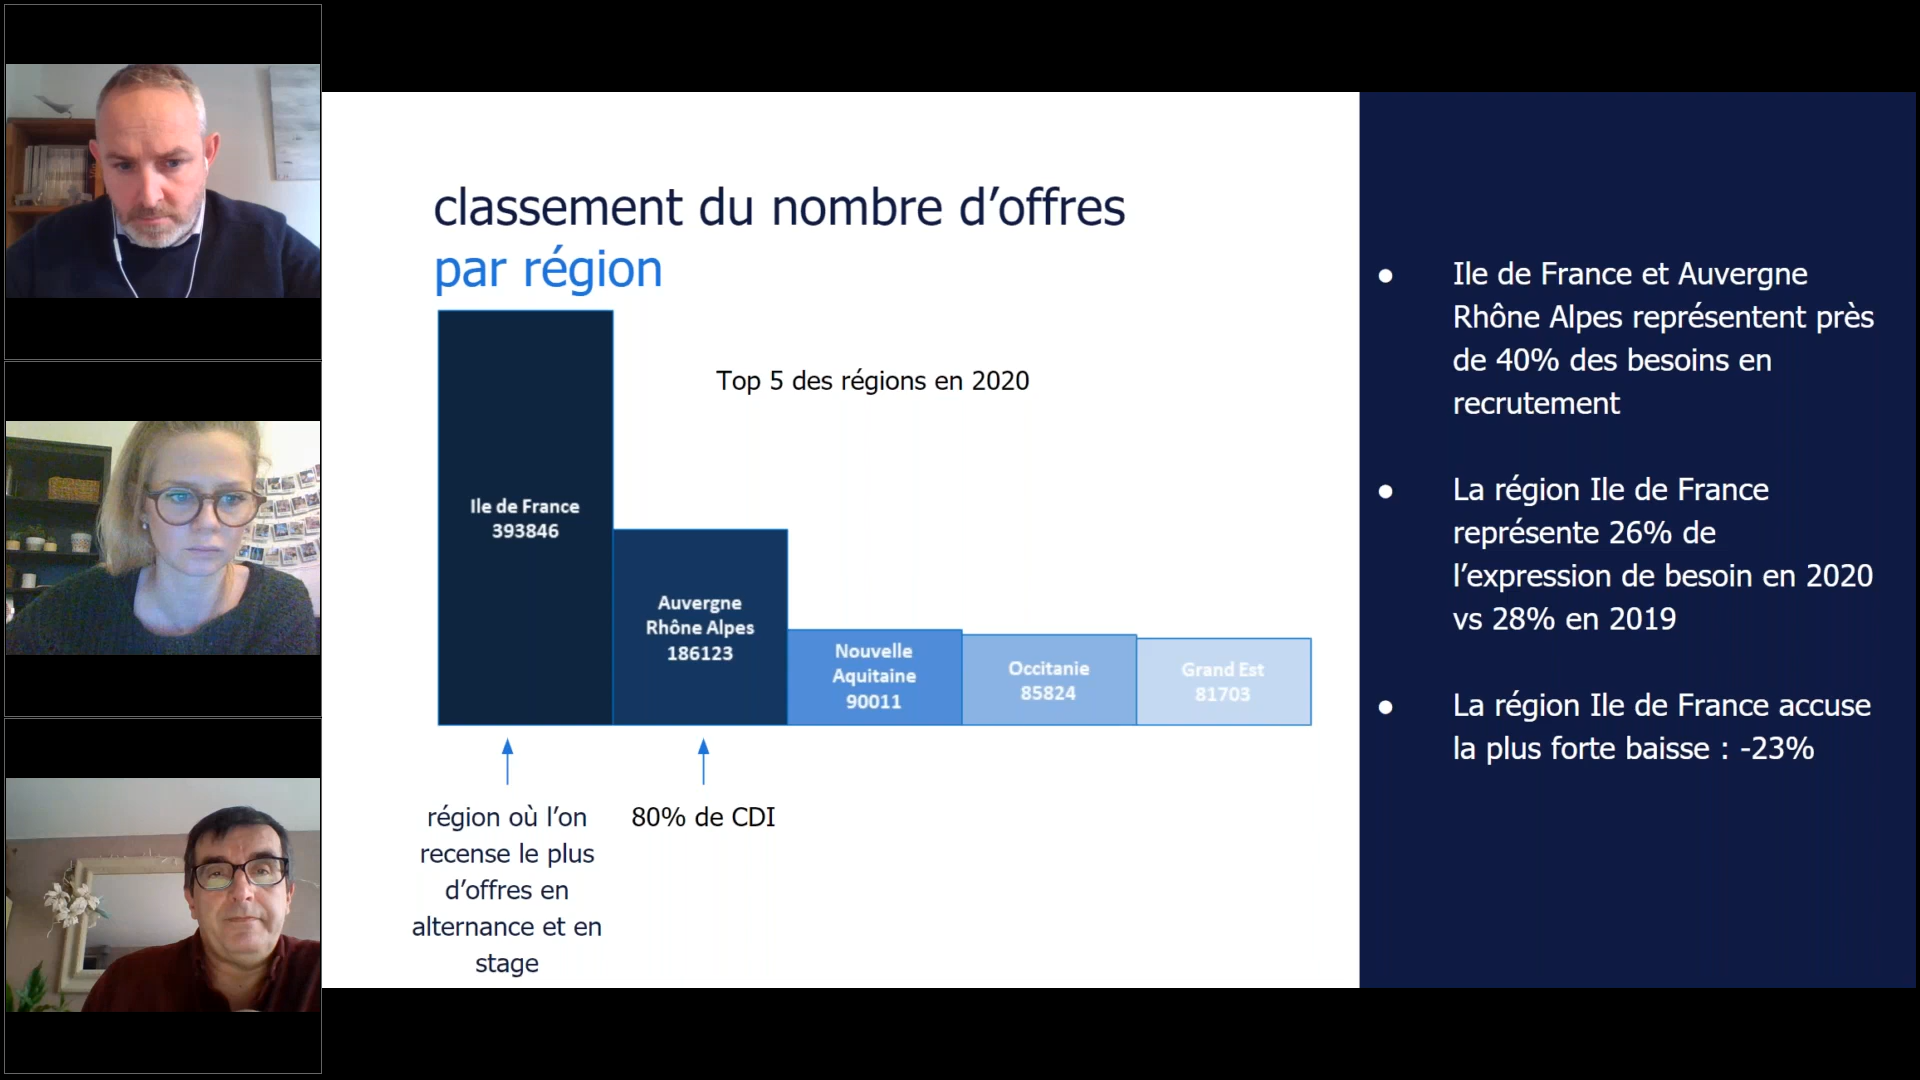 classement du nombre d’offres
par région
Top 5 des régions en 2020
Ile de France
393846
Auvergne
Rhône Alpes
186123
Nouvelle
Aquitaine
90011
Occitanie
85824
Grand Est
81703
région où l’on
recense le plus
d’offres en
alternance et en
stage
80% de CDI
● Ile de France et Auvergne
Rhône Alpes représentent près
de 40% des besoins en
recrutement
● La région Ile de France
représente 26% de
l’expression de besoin en 2020
vs 28% en 2019
● La région Ile de France accuse
la plus forte baisse : -23%